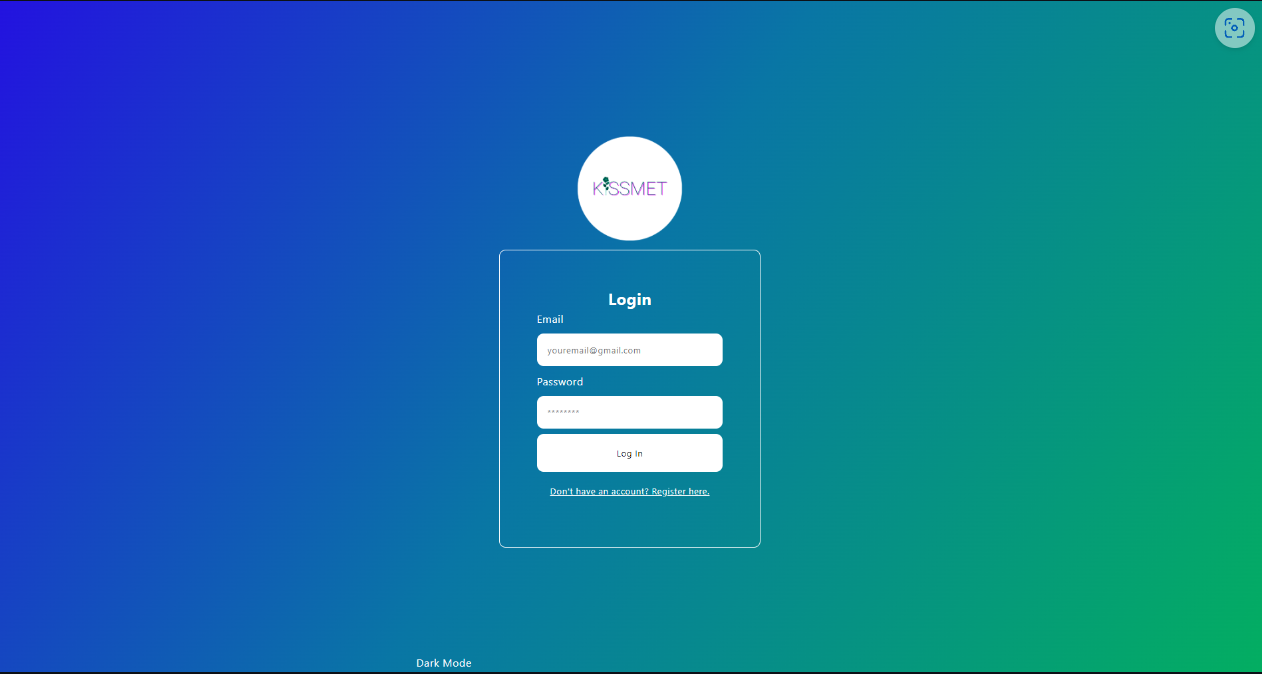 KISSMET
Login
Email
youremail@gmail.com
Password
********
Log In
Don't have an account? Register here.
Dark Mode